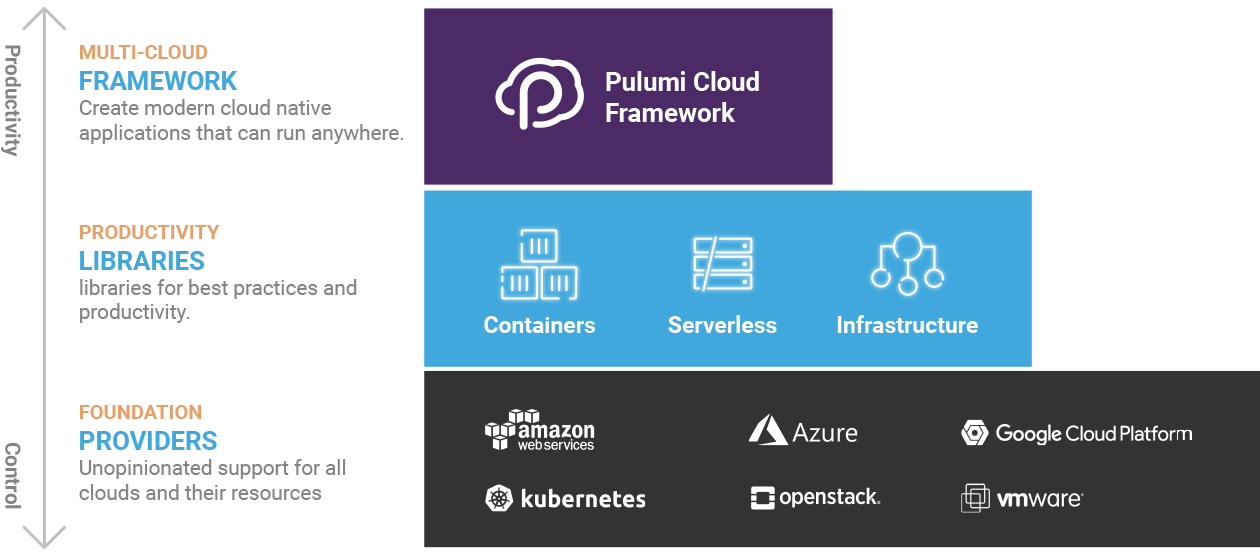 Productivity
MULTI-CLOUD
FRAMEWORK
Create modern cloud native
applications that can run anywhere.
Pulumi Cloud
Framework
PRODUCTIVITY
LIBRARIES
libraries for best practices and
productivity.
Containers
Serverless
Infrastructure
Control
FOUNDATION
PROVIDERS
Unopinionated support for all
clouds and their resources
amazon
web services
Azure
Google Cloud Platform
kubernetes
openstack.
vmware